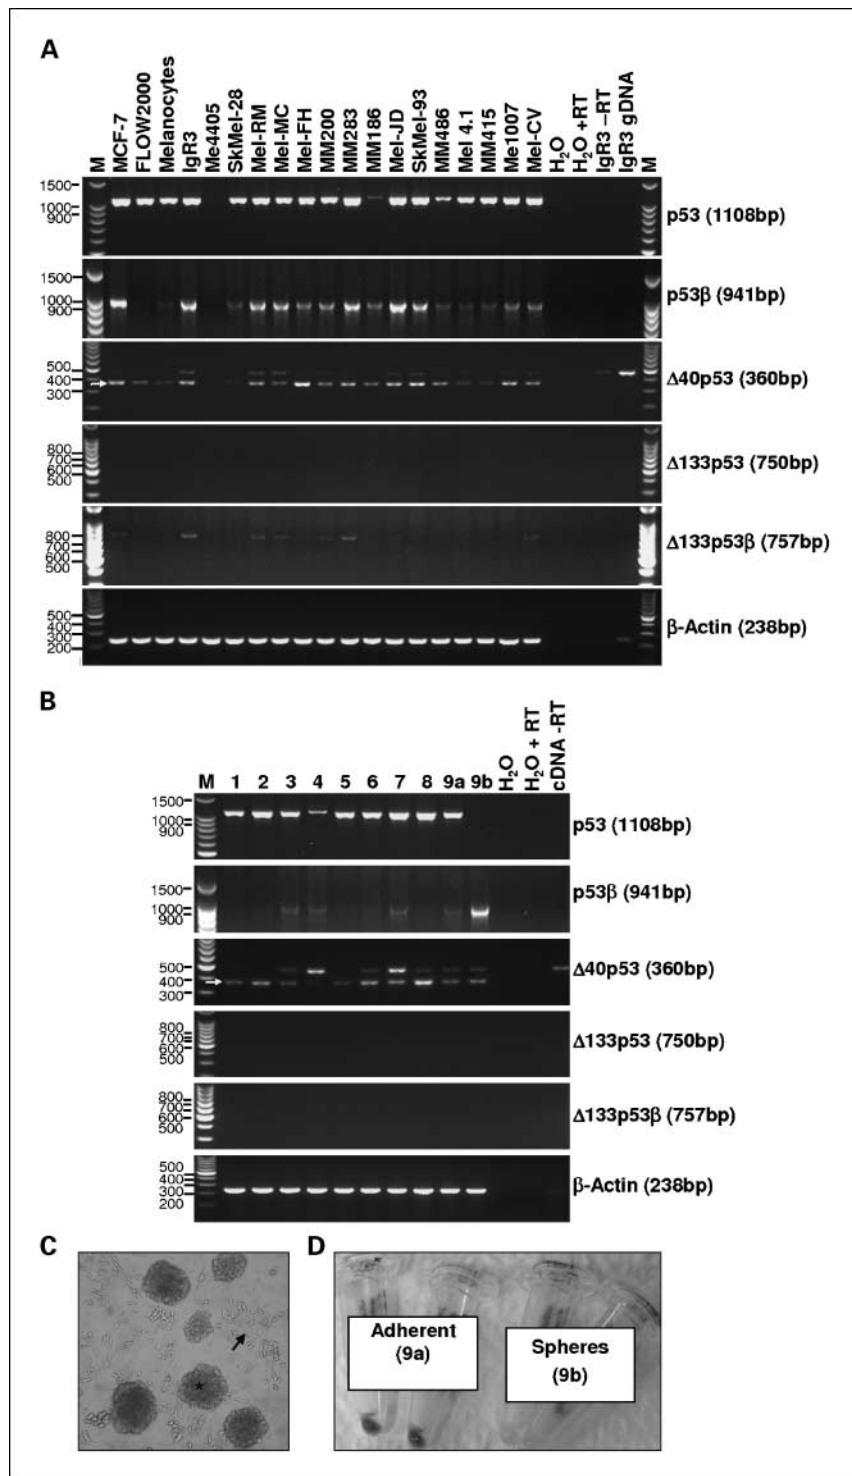 A
M
MCF-7
FLOW2000
Melanocytes
IgR3
Me4405
SkMel-28
Mel-RM
Mel-MC
Mel-FH
MM200
MM283
MM186
Mel-JD
SkMel-93
MM486
Mel 4.1
MM415
Me1007
Mel-CV
H2O
H2O +RT
IgR3 –RT
IgR3 gDNA
M
1500
1000
900
p53 (1108bp)
1500
1000
900
p53β (941bp)
500
400
300
Δ40p53 (360bp)
800
700
600
500
Δ133p53 (750bp)
800
700
600
500
Δ133p53β (757bp)
500
400
300
200
β-Actin (238bp)
B
M 1 2 3 4 5 6 7 8 9a 9b
H2O
H2O + RT
cDNA -RT
1500
1000
900
p53 (1108bp)
1500
1000
900
p53β (941bp)
500
400
300
Δ40p53 (360bp)
800
700
600
500
Δ133p53 (750bp)
800
700
600
500
Δ133p53β (757bp)
500
400
300
200
β-Actin (238bp)
C
D
Adherent
(9a)
Spheres
(9b)